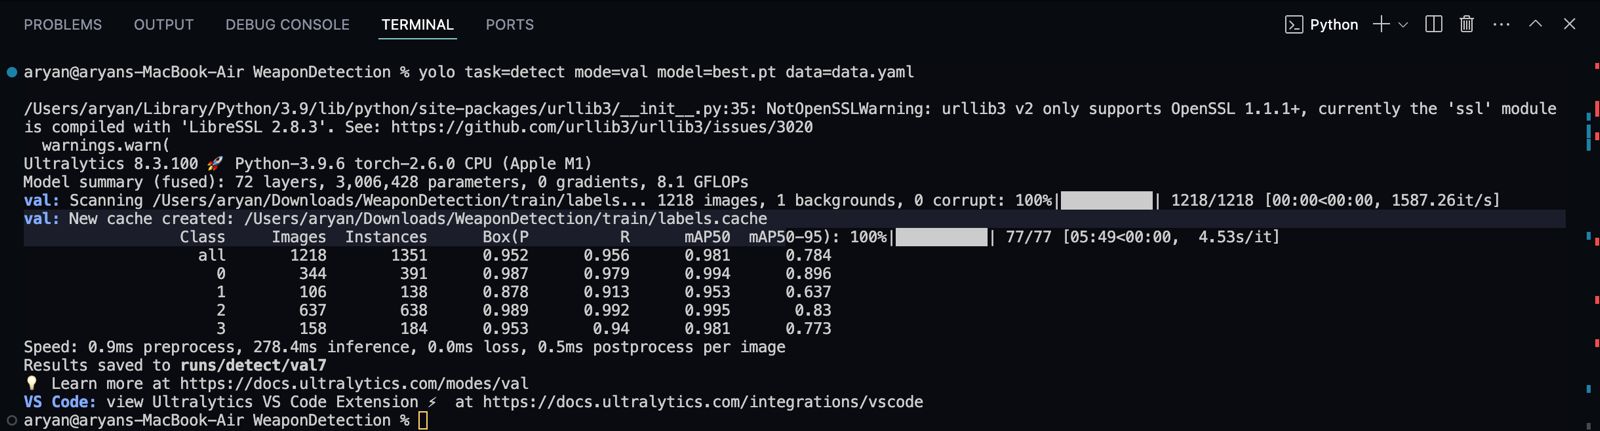 PROBLEMS OUTPUT DEBUG CONSOLE TERMINAL PORTS Python
aryan@aryans-MacBook-Air WeaponDetection % yolo task=detect mode=val model=best.pt data=data.yaml
/Users/aryan/Library/Python/3.9/lib/python/site-packages/urllib3/__init__.py:35: NotOpenSSLWarning: urllib3 v2 only supports OpenSSL 1.1.1+, currently the 'ssl' module
is compiled with 'LibreSSL 2.8.3'. See: https://github.com/urllib3/urllib3/issues/3020
warnings.warn(
Ultralytics 8.3.100 🚀 Python-3.9.6 torch-2.6.0 CPU (Apple M1)
Model summary (fused): 72 layers, 3,006,428 parameters, 0 gradients, 8.1 GFLOPs
val: Scanning /Users/aryan/Downloads/WeaponDetection/train/labels... 1218 images, 1 backgrounds, 0 corrupt: 100%|██████████| 1218/1218 [00:00<00:00, 1587.26it/s]
val: New cache created: /Users/aryan/Downloads/WeaponDetection/train/labels.cache
Class Images Instances Box(P R mAP50 mAP50-95): 100%|██████████| 77/77 [05:49<00:00, 4.53s/it]
all 1218 1351 0.952 0.956 0.981 0.784
0 344 391 0.987 0.979 0.994 0.896
1 106 138 0.878 0.913 0.953 0.637
2 637 638 0.989 0.992 0.995 0.83
3 158 184 0.953 0.94 0.981 0.773
Speed: 0.9ms preprocess, 278.4ms inference, 0.0ms loss, 0.5ms postprocess per image
Results saved to runs/detect/val7
💡 Learn more at https://docs.ultralytics.com/modes/val
VS Code: view Ultralytics VS Code Extension ⚡ at https://docs.ultralytics.com/integrations/vscode
aryan@aryans-MacBook-Air WeaponDetection %